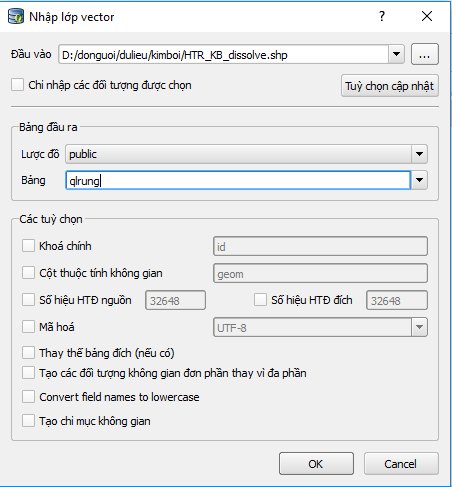 Nhập lớp vector
?
Đầu vào D:/donguoi/dulieu/kimboi/HTR_KB_dissolve.shp ...
Chỉ nhập các đối tượng được chọn Tuỳ chọn cập nhật
Bảng đầu ra
Lược đồ public
Bảng qlrung
Các tuỳ chọn
Khoá chính id
Cột thuộc tính không gian geom
Số hiệu HTĐ nguồn 32648 Số hiệu HTĐ đích 32648
Mã hoá UTF-8
Thay thế bảng đích (nếu có)
Tạo các đối tượng không gian đơn phần thay vì đa phần
Convert field names to lowercase
Tạo chỉ mục không gian
OK Cancel